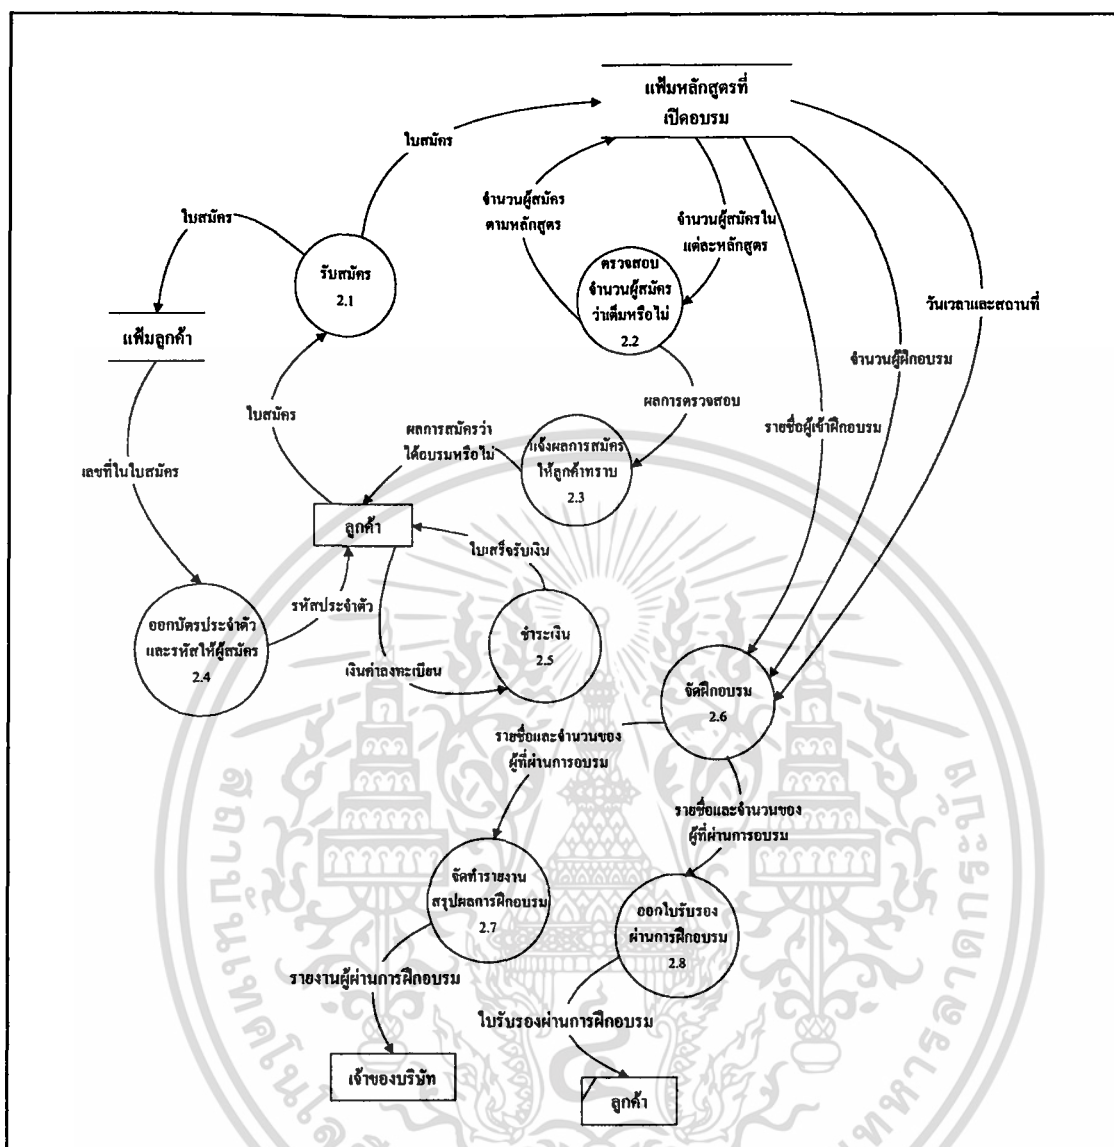 แฟ้มหลักสูตรที่
เปิดอบรม
ใบสมัคร
ใบสมัคร
จำนวนผู้สมัคร
ตามหลักสูตร
จำนวนผู้สมัครใน
แต่ละหลักสูตร
รับสมัคร
2.1
ตรวจสอบ
จำนวนผู้สมัคร
ว่าเต็มหรือไม่
2.2
วันเวลาและสถานที่
แฟ้มลูกค้า
จำนวนผู้ฝึกอบรม
ใบสมัคร
ผลการตรวจสอบ
รายชื่อผู้เข้าฝึกอบรม
ผลการสมัครว่า
ได้อบรมหรือไม่
แจ้งผลการสมัคร
ให้ลูกค้าทราบ
2.3
เลขที่ในใบสมัคร
ลูกค้า
ใบเสร็จรับเงิน
รหัสประจำตัว
ออกบัตรประจำตัว
และรหัสให้ผู้สมัคร
2.4
ชำระเงิน
2.5
เงินค่าลงทะเบียน
จัดฝึกอบรม
2.6
รายชื่อและจำนวนของ
ผู้ที่ผ่านการอบรม
รายชื่อและจำนวนของ
ผู้ที่ผ่านการอบรม
จัดทำรายงาน
สรุปผลการฝึกอบรม
2.7
ออกใบรับรอง
ผ่านการฝึกอบรม
2.8
รายงานผู้ผ่านการฝึกอบรม
ใบรับรองผ่านการฝึกอบรม
เจ้าของบริษัท
ลูกค้า